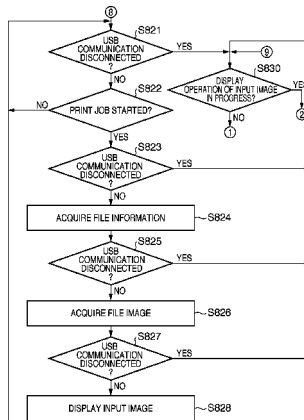 8
S821
USB
COMMUNICATION
DISCONNECTED
?
YES
9
NO
S830
DISPLAY
OPERATION OF INPUT IMAGE
IN PROGRESS?
YES
NO
1
2
S822
NO
PRINT JOB STARTED?
YES
S823
USB
COMMUNICATION
DISCONNECTED
?
YES
NO
ACQUIRE FILE INFORMATION
S824
S825
USB
COMMUNICATION
DISCONNECTED
?
YES
NO
ACQUIRE FILE IMAGE
S826
S827
USB
COMMUNICATION
DISCONNECTED
?
YES
NO
DISPLAY INPUT IMAGE
S828